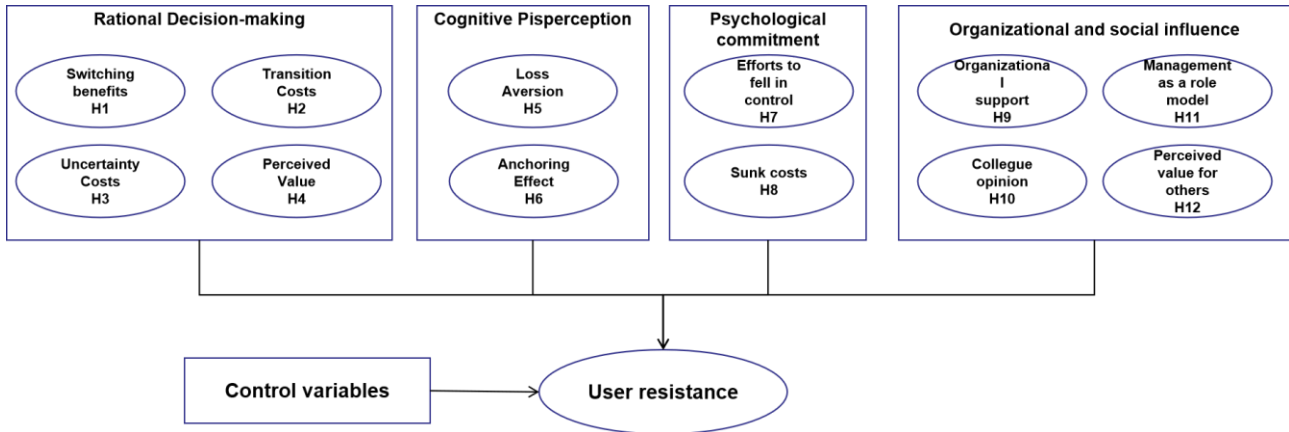 Rational Decision-making
Switching
benefits
H1
Transition
Costs
H2
Uncertainty
Costs
H3
Perceived
Value
H4
Cognitive Pisperception
Loss
Aversion
H5
Anchoring
Effect
H6
Psychological
commitment
Efforts to
fell in
control
H7
Sunk costs
H8
Organizational and social influence
Organizationa
l
support
H9
Management
as a role
model
H11
Collegue
opinion
H10
Perceived
value for
others
H12
Control variables
User resistance